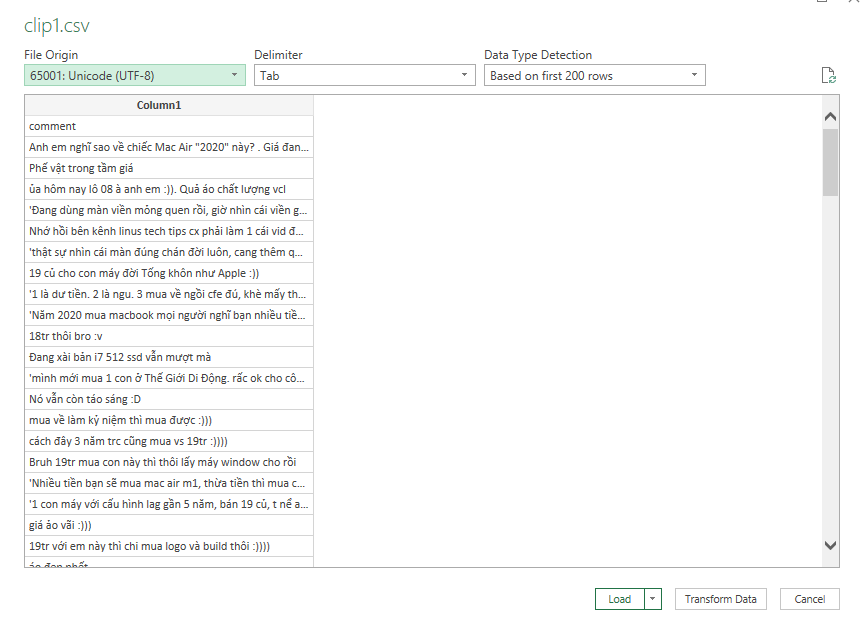 clip1.csv
File Origin
Delimiter
Data Type Detection
65001: Unicode (UTF-8)
Tab
Based on first 200 rows
Column1
comment
Anh em nghĩ sao về chiếc Mac Air "2020" này? . Giá đan...
Phế vật trong tầm giá
ủa hôm nay lô 08 à anh em :)). Quả áo chất lượng vcl
'Đang dùng màn viền mỏng quen rồi, giờ nhìn cái viền g...
Nhớ hồi bên kênh linus tech tips cx phải làm 1 cái vid đ...
'thật sự nhìn cái màn đúng chán đời luôn, cang thêm q...
19 củ cho con máy đời Tống khôn như Apple :))
'1 là dư tiền. 2 là ngu. 3 mua về ngồi cfe đú, khè mấy th...
'Năm 2020 mua macbook mọi người nghĩ bạn nhiều tiề...
18tr thôi bro :v
Đang xài bản i7 512 ssd vẫn mượt mà
'mình mới mua 1 con ở Thế Giới Di Động. rấc ok cho cô...
Nó vẫn còn táo sáng :D
mua về làm kỷ niệm thì mua được :)))
cách đây 3 năm trc cũng mua vs 19tr :))))
Bruh 19tr mua con này thì thôi lấy máy window cho rồi
'Nhiều tiền bạn sẽ mua mac air m1, thừa tiền thì mua c...
'1 con máy với cấu hình lag gần 5 năm, bán 19 củ, t nể a...
giá ảo vãi :)))
19tr với em này thì chỉ mua logo và build thôi :))))
áo đẹp nhất
Load
Transform Data
Cancel